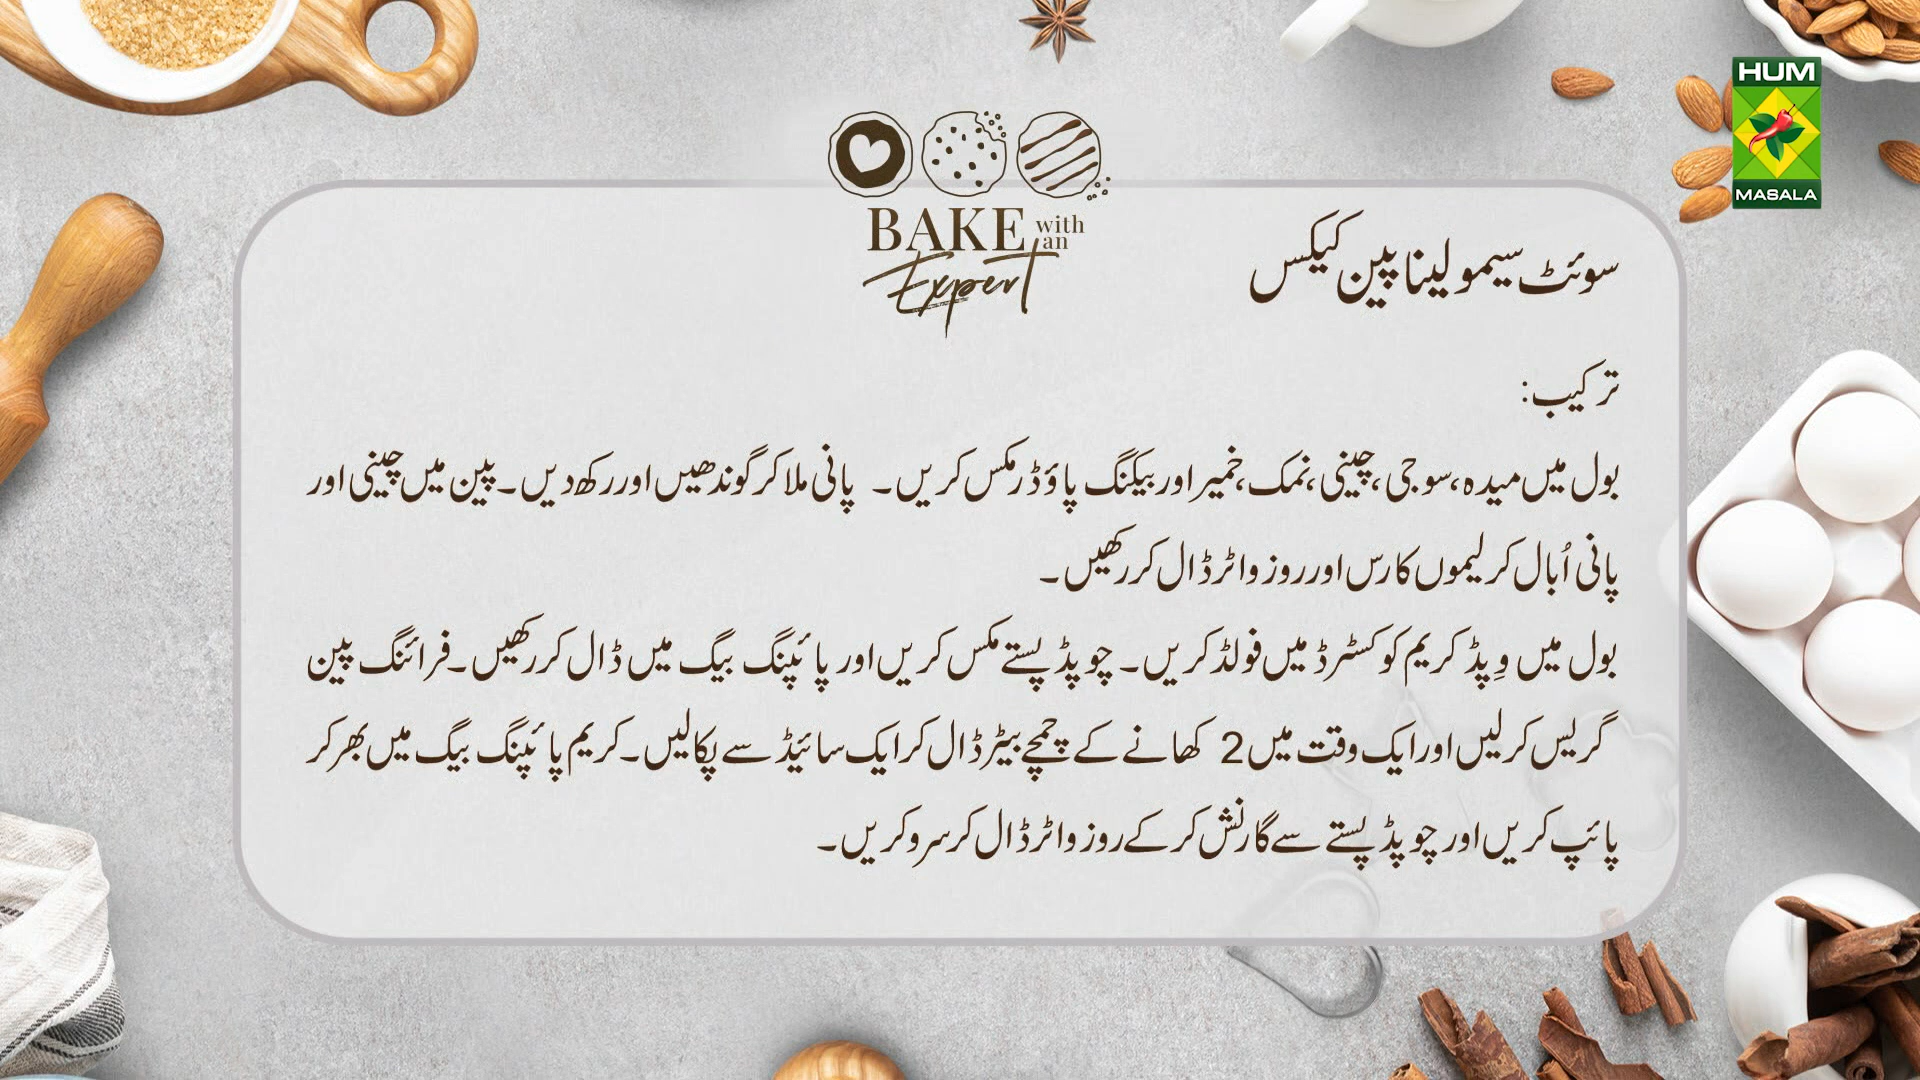 HUM
MASALA
BAKE with an
Expert
سوئٹ سیمولینا پین کیکس
ترکیب:
بول میں میدہ، سوجی، چینی، نمک، خمیر اور بیکنگ پاؤڈر مکس کریں۔ پانی ملا کر گوندھیں اور رکھ دیں۔ پین میں چینی اور
پانی اُبال کر لیموں کا رس اور روز واٹر ڈال کر رکھیں۔
بول میں وِپڈ کریم کو کسٹرڈ میں فولڈ کریں۔ چوپڈ پستے مکس کریں اور پائپنگ بیگ میں ڈال کر رکھیں۔ فرائنگ پین
گریس کر لیں اور ایک وقت میں 2 کھانے کے چمچے بیٹر ڈال کر ایک سائیڈ سے پکا لیں۔ کریم پائپنگ بیگ میں بھر کر
پائپ کریں اور چوپڈ پستے سے گارنش کر کے روز واٹر ڈال کر سرو کریں۔